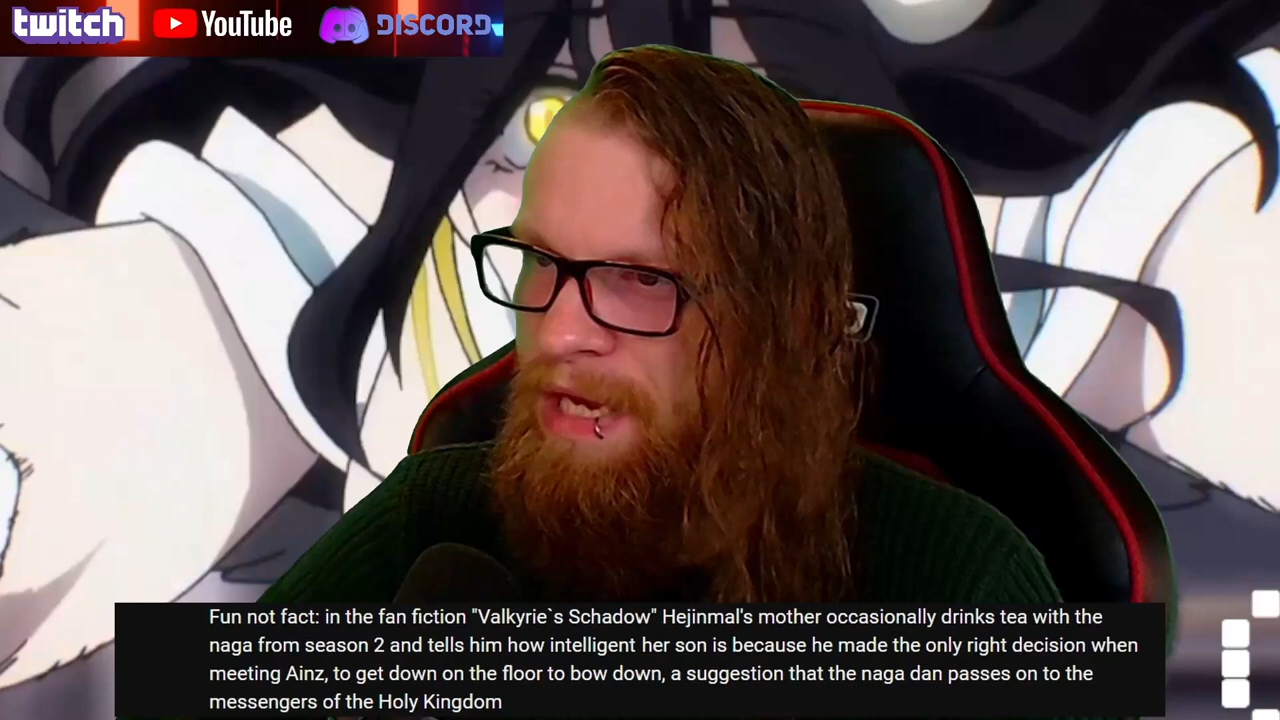 twitch YouTube DISCORD
Fun not fact: in the fan fiction "Valkyrie`s Schadow" Hejinmal's mother occasionally drinks tea with the
naga from season 2 and tells him how intelligent her son is because he made the only right decision when
meeting Ainz, to get down on the floor to bow down, a suggestion that the naga dan passes on to the
messengers of the Holy Kingdom